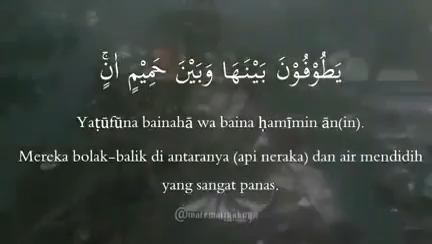 يَطُوْفُوْنَ بَيْنَهَا وَبَيْنَ حَمِيْمٍ اٰنٍۚ
Yaṭūfūna bainahā wa baina ḥamīmin ān(in).
Mereka bolak-balik di antaranya (api neraka) dan air mendidih
yang sangat panas.